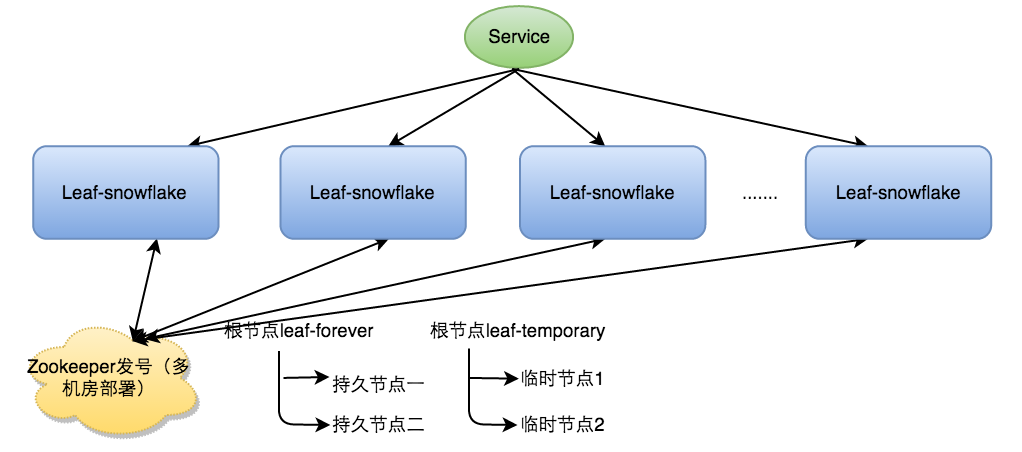 Service
Leaf-snowflake
Leaf-snowflake
Leaf-snowflake
.......
Leaf-snowflake
Zookeeper发号（多
机房部署）
根节点leaf-forever
持久节点一
持久节点二
根节点leaf-temporary
临时节点1
临时节点2